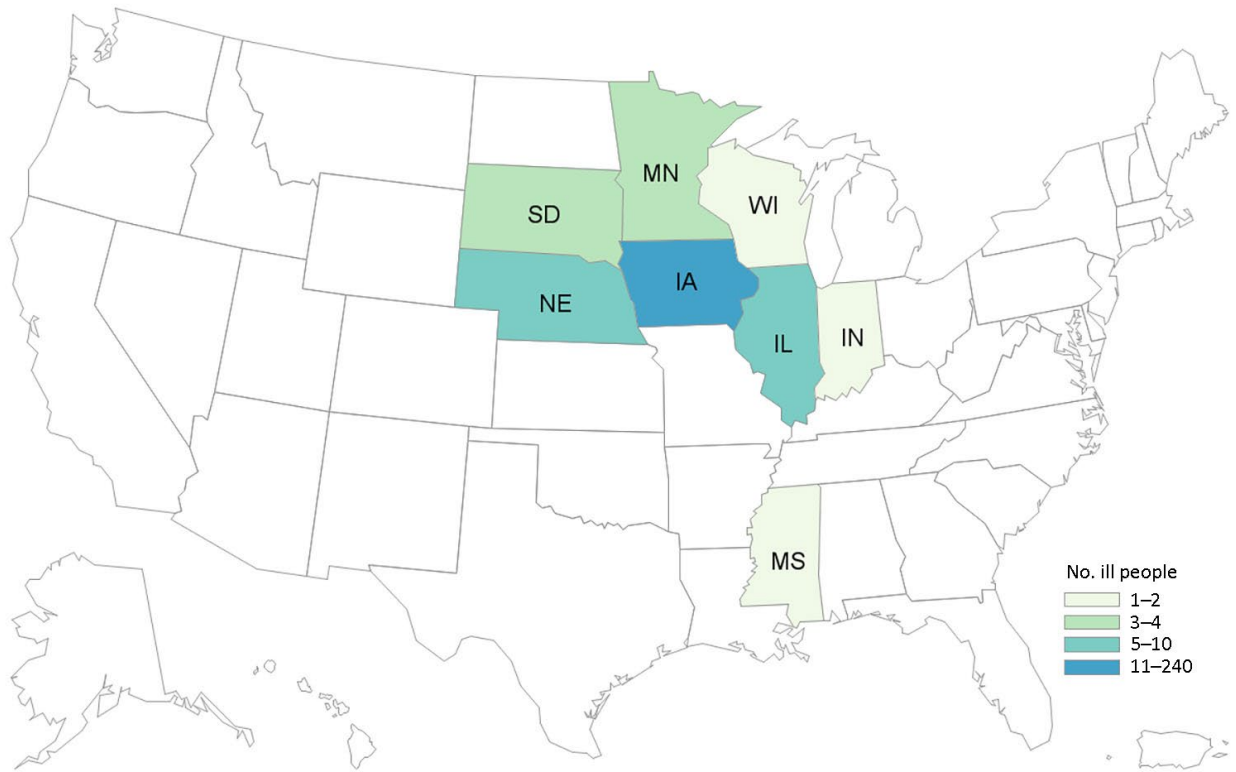 MN
WI
SD
IA
NE
IL
IN
MS
No. ill people
1–2
3–4
5–10
11–240